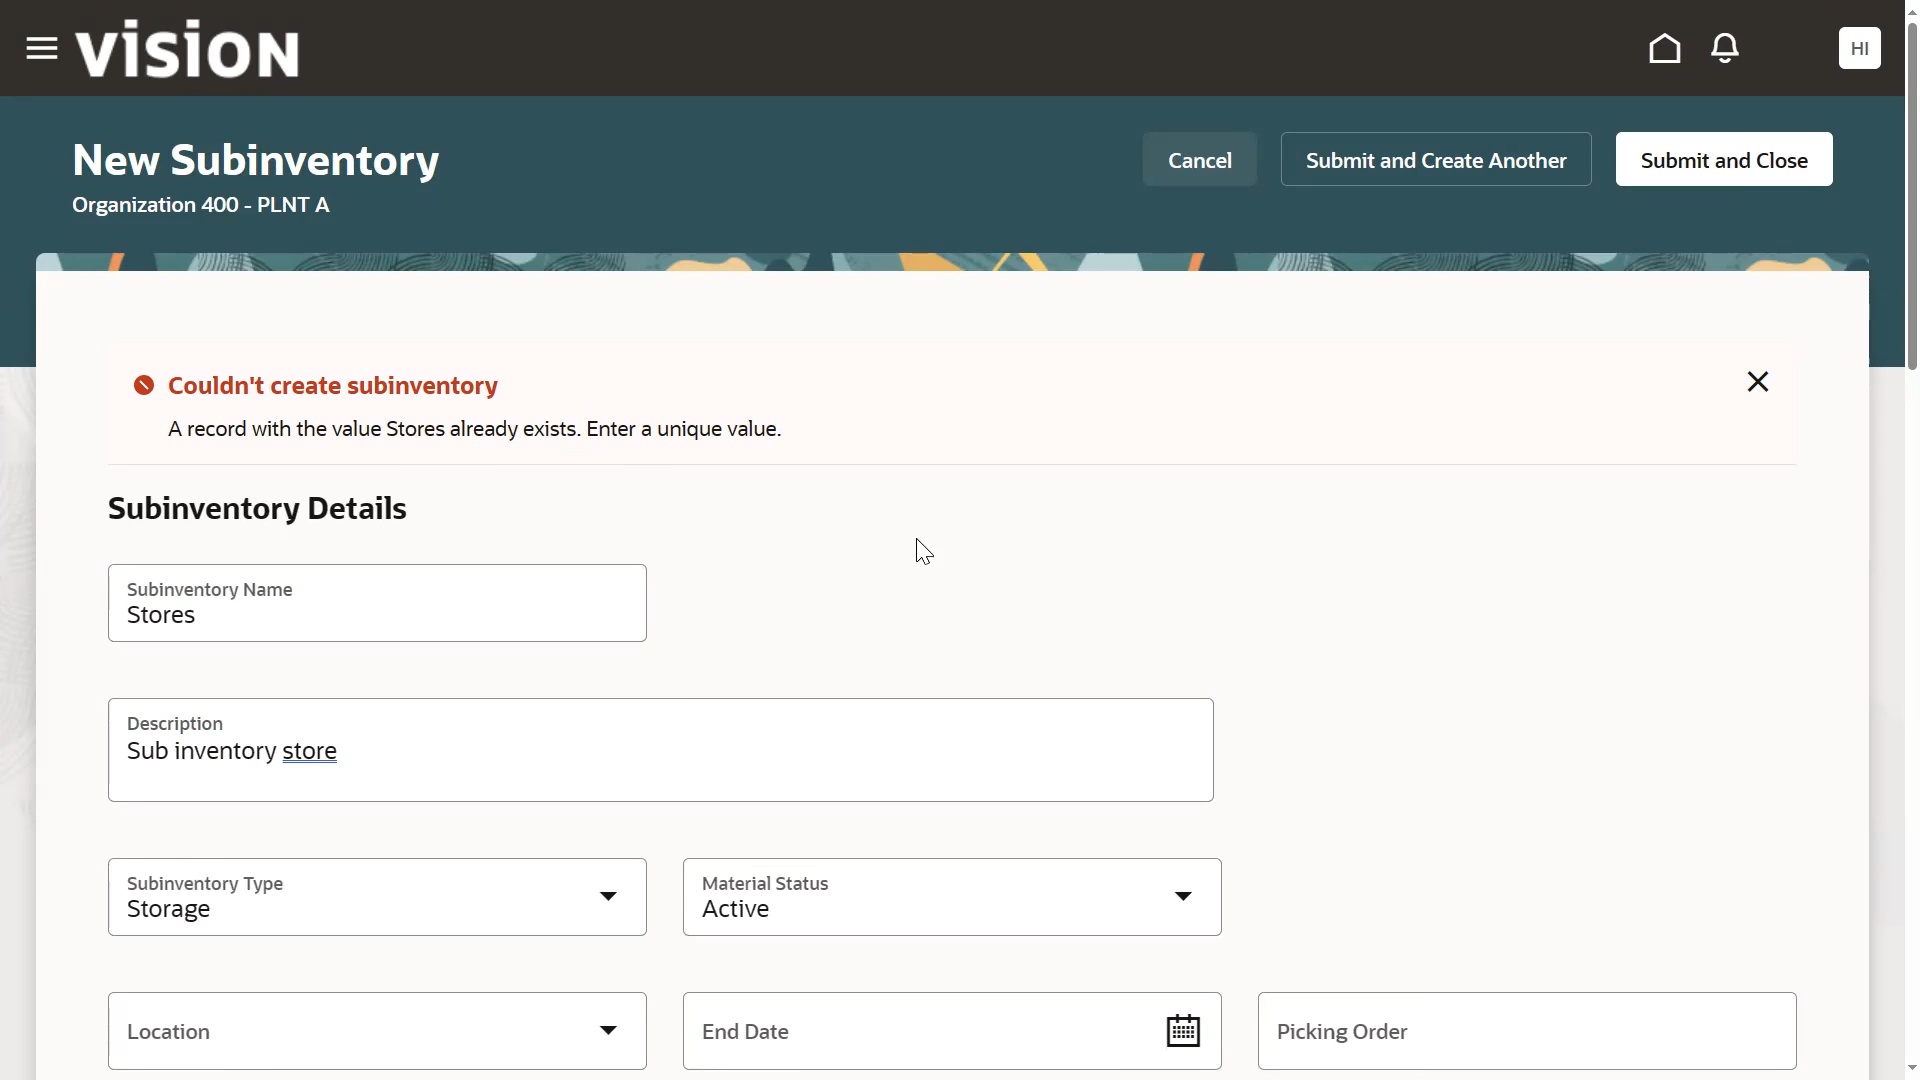 VISION
HI
New Subinventory
Organization 400 - PLNT A
Cancel
Submit and Create Another
Submit and Close
Couldn't create subinventory
A record with the value Stores already exists. Enter a unique value.
Subinventory Details
Subinventory Name
Stores
Description
Sub inventory store
Subinventory Type
Storage
Material Status
Active
Location
End Date
Picking Order